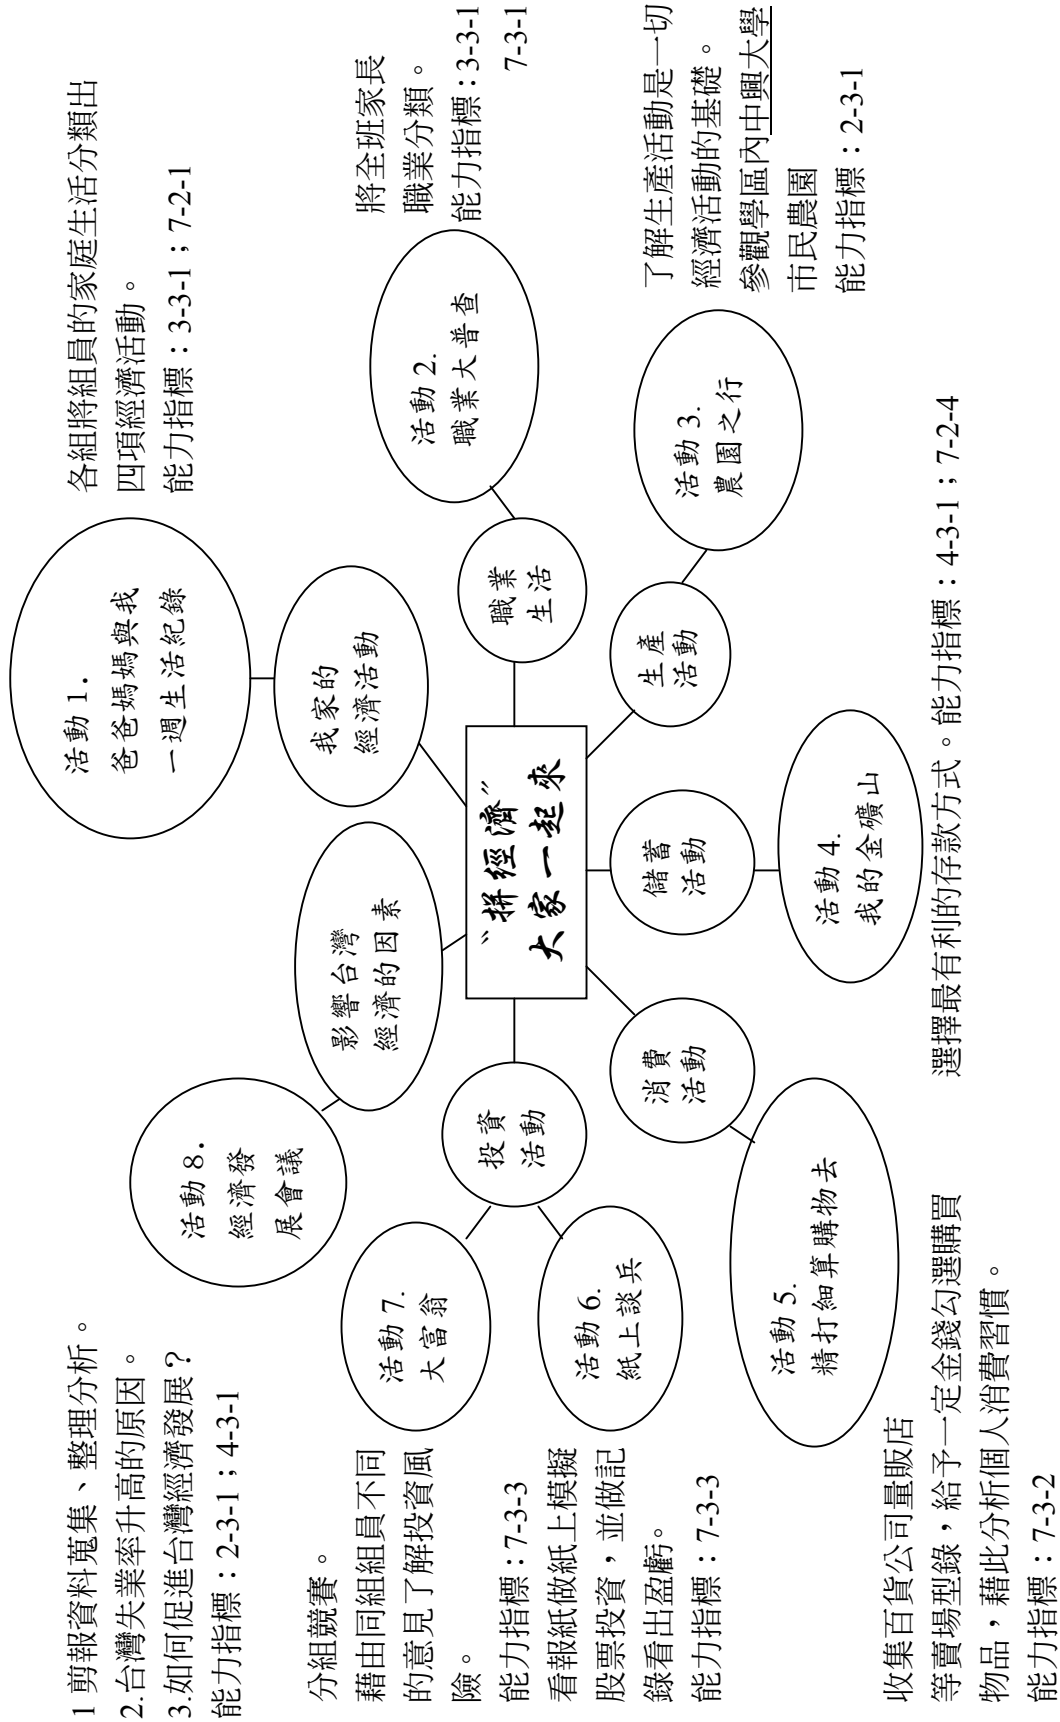 1 剪報資料蒐集、整理分析。
2.台灣失業率升高的原因。
3.如何促進台灣經濟發展？
能力指標：2-3-1；4-3-1
活動 8.
經濟發
展會議
影響台灣
經濟的因素
活動 1.
爸爸媽媽與我
一週生活紀錄
我家的
經濟活動
各組將組員的家庭生活分類出
四項經濟活動。
能力指標：3-3-1；7-2-1
分組競賽。
藉由同組組員不同
的意見了解投資風
險。
能力指標：7-3-3
活動 7.
大富翁
看報紙做紙上模擬
股票投資，並做記
錄看出盈虧。
能力指標：7-3-3
活動 6.
紙上談兵
投資
活動
“拼經濟”
大家一起來
職業
生活
活動 2.
職業大普查
將全班家長
職業分類。
能力指標：3-3-1
7-3-1
收集百貨公司量販店
等賣場型錄，給予一定金錢勾選購買
物品，藉此分析個人消費習慣。
能力指標：7-3-2
活動 5.
精打細算購物去
消費
活動
儲蓄
活動
活動 4.
我的金礦山
選擇最有利的存款方式。能力指標：4-3-1；7-2-4
生產
活動
活動 3.
農園之行
了解生產活動是一切
經濟活動的基礎。
參觀學區內中興大學
市民農園
能力指標：2-3-1